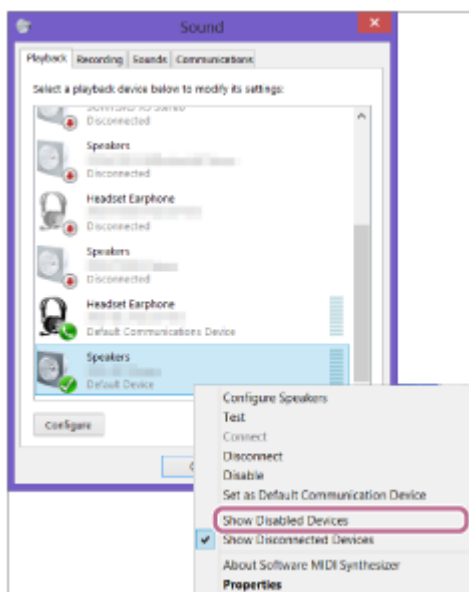 Sound
Playback Recording Sounds Communications
Select a playback device below to modify its settings:
Disconnected
Speakers
Disconnected
Headset Earphone
Disconnected
Speakers
Disconnected
Headset Earphone
Default Communications Device
Speakers
Default Device
Configure
Configure Speakers
Test
Connect
Disconnect
Disable
Set as Default Communication Device
Show Disabled Devices
Show Disconnected Devices
About Software MIDI Synthesizer
Properties